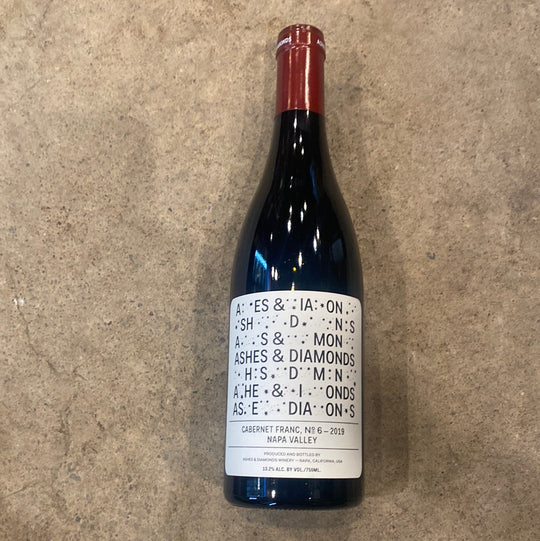 A ES & IA ON
SH D N S
A S & MON
ASHES & DIAMONDS
H S D M N
A HE & I ONDS
AS E DIA ON S
CABERNET FRANC, Nº 6 – 2019
NAPA VALLEY
PRODUCED AND BOTTLED BY
ASHES & DIAMONDS WINERY — NAPA, CALIFORNIA, USA
13.2% ALC. BY VOL./750ML.